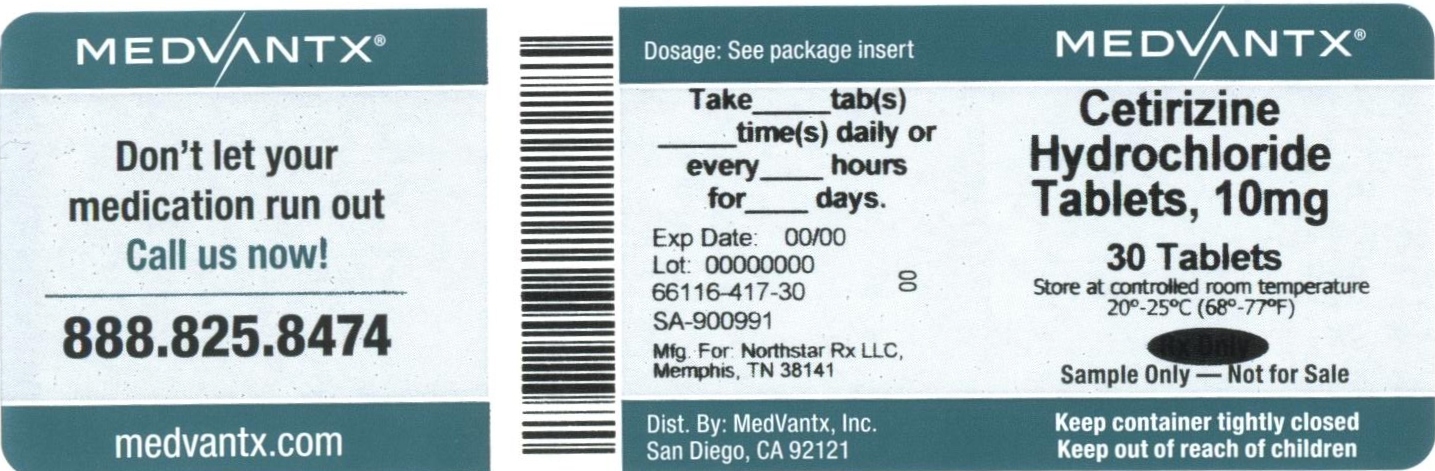 MEDVANTX®
Don't let your
medication run out
Call us now!
888.825.8474
medvantx.com
Dosage: See package insert
Take_____tab(s)
_____time(s) daily or
every____ hours
for____ days.
Exp Date: 00/00
Lot: 00000000
66116-417-30
SA-900991
00
Mfg. For: Northstar Rx LLC,
Memphis, TN 38141
Dist. By: MedVantx, Inc.
San Diego, CA 92121
MEDVANTX®
Cetirizine
Hydrochloride
Tablets, 10mg
30 Tablets
Store at controlled room temperature
20º-25ºC (68º-77ºF)
Rx Only
Sample Only — Not for Sale
Keep container tightly closed
Keep out of reach of children